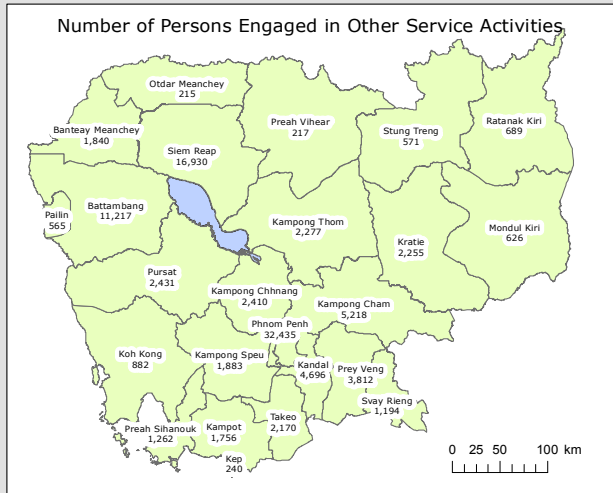 Number of Persons Engaged in Other Service Activities
Otdar Meanchey
215
Preah Vihear
217
Stung Treng
571
Ratanak Kiri
689
Banteay Meanchey
1,840
Siem Reap
16,930
Battambang
11,217
Pailin
565
Kampong Thom
2,277
Kratie
2,255
Mondul Kiri
626
Pursat
2,431
Kampong Chhnang
2,410
Kampong Cham
5,218
Phnom Penh
32,435
Koh Kong
882
Kampong Speu
1,883
Kandal
4,696
Prey Veng
3,812
Svay Rieng
1,194
Preah Sihanouk
1,262
Kampot
1,756
Takeo
2,170
Kep
240
0 25 50 100 km